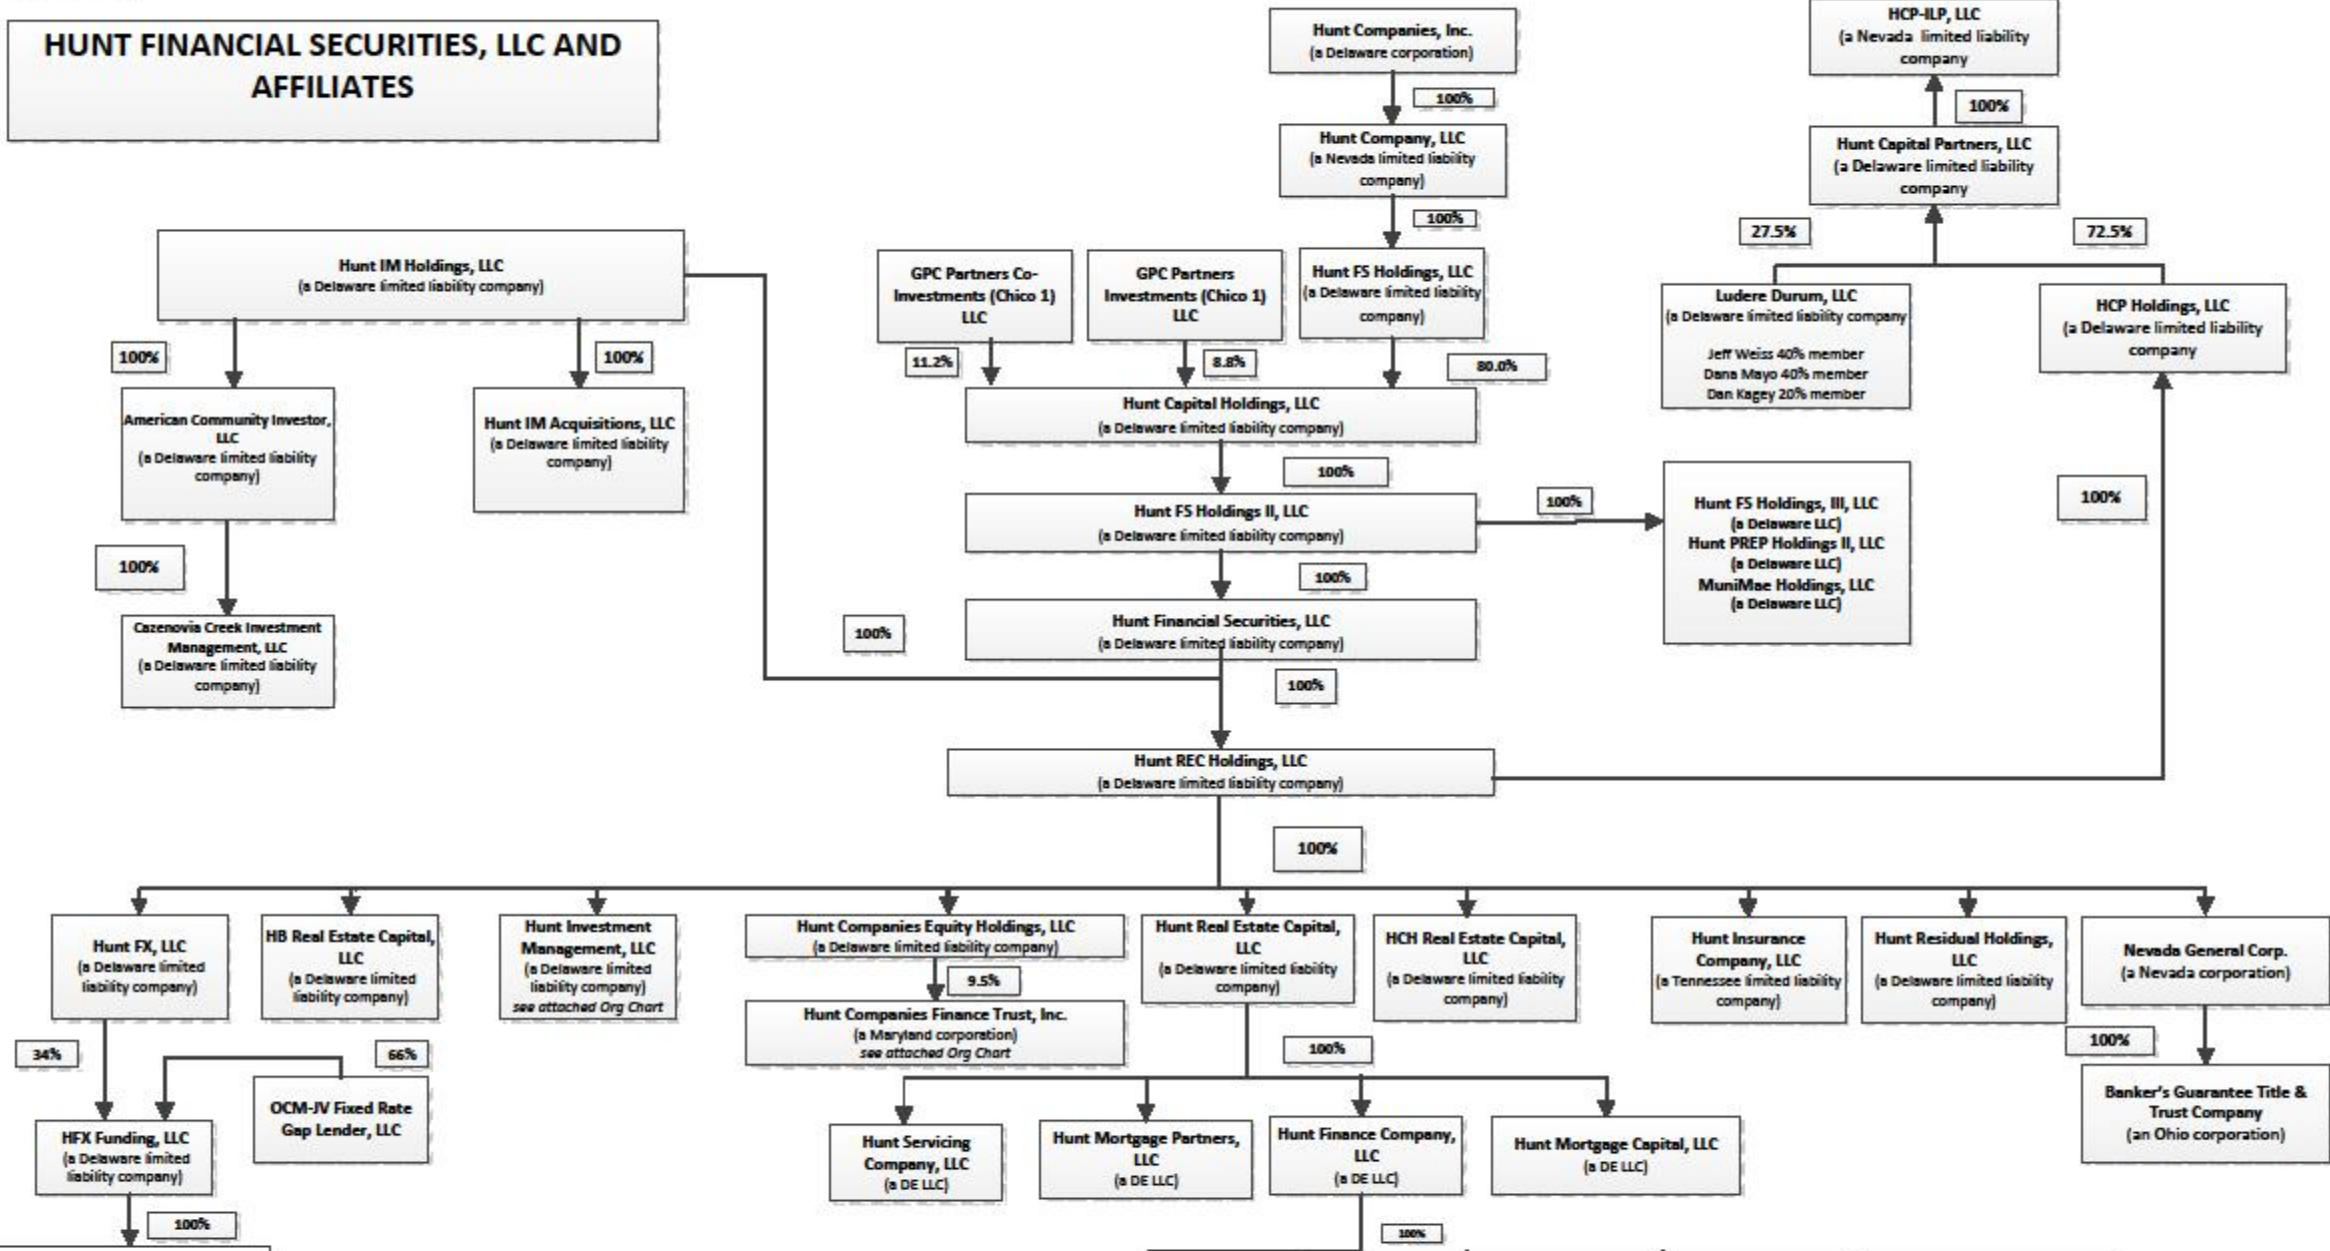 HUNT FINANCIAL SECURITIES, LLC AND
AFFILIATES
Hunt Companies, Inc.
(a Delaware corporation)
100%
Hunt Company, LLC
(a Nevada limited liability
company)
100%
HCP-ILP, LLC
(a Nevada limited liability
company
100%
Hunt Capital Partners, LLC
(a Delaware limited liability
company
27.5%
72.5%
Ludere Durum, LLC
(a Delaware limited liability company
Jeff Weiss 40% member
Dana Mayo 40% member
Dan Kagey 20% member
HCP Holdings, LLC
(a Delaware limited liability
company
100%
Hunt IM Holdings, LLC
(a Delaware limited liability company)
100%
100%
American Community Investor,
LLC
(a Delaware limited liability
company)
Hunt IM Acquisitions, LLC
(a Delaware limited liability
company)
100%
Cazenovia Creek Investment
Management, LLC
(a Delaware limited liability
company)
GPC Partners Co-
Investments (Chico 1)
LLC
GPC Partners
Investments (Chico 1)
LLC
Hunt FS Holdings, LLC
(a Delaware limited liability
company)
11.2%
8.8%
80.0%
Hunt Capital Holdings, LLC
(a Delaware limited liability company)
100%
Hunt FS Holdings II, LLC
(a Delaware limited liability company)
100%
Hunt FS Holdings, III, LLC
(a Delaware LLC)
Hunt PREP Holdings II, LLC
(a Delaware LLC)
MuniMae Holdings, LLC
(a Delaware LLC)
100%
Hunt Financial Securities, LLC
(a Delaware limited liability company)
100%
100%
Hunt REC Holdings, LLC
(a Delaware limited liability company)
100%
Hunt FX, LLC
(a Delaware limited
liability company)
HB Real Estate Capital,
LLC
(a Delaware limited
liability company)
Hunt Investment
Management, LLC
(a Delaware limited
liability company)
see attached Org Chart
Hunt Companies Equity Holdings, LLC
(a Delaware limited liability company)
9.5%
Hunt Companies Finance Trust, Inc.
(a Maryland corporation)
see attached Org Chart
Hunt Real Estate Capital,
LLC
(a Delaware limited liability
company)
HCH Real Estate Capital,
LLC
(a Delaware limited liability
company)
Hunt Insurance
Company, LLC
(a Tennessee limited liability
company)
Hunt Residual Holdings,
LLC
(a Delaware limited liability
company)
Nevada General Corp.
(a Nevada corporation)
100%
Banker's Guarantee Title &
Trust Company
(an Ohio corporation)
34%
66%
OCM-JV Fixed Rate
Gap Lender, LLC
HFX Funding, LLC
(a Delaware limited
liability company)
100%
100%
Hunt Servicing
Company, LLC
(a DE LLC)
Hunt Mortgage Partners,
LLC
(a DE LLC)
Hunt Finance Company,
LLC
(a DE LLC)
Hunt Mortgage Capital, LLC
(a DE LLC)
100%